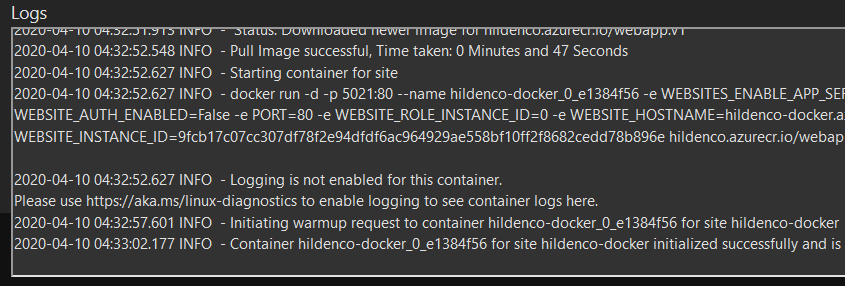 Logs
2020-04-10 04:32:51.913 INFO  - Status: Downloaded newer image for hildenco.azurecr.io/webapp:v1
2020-04-10 04:32:52.548 INFO  - Pull Image successful, Time taken: 0 Minutes and 47 Seconds
2020-04-10 04:32:52.627 INFO  - Starting container for site
2020-04-10 04:32:52.627 INFO  - docker run -d -p 5021:80 --name hildenco-docker_0_e1384f56 -e WEBSITES_ENABLE_APP_SER
WEBSITE_AUTH_ENABLED=False -e PORT=80 -e WEBSITE_ROLE_INSTANCE_ID=0 -e WEBSITE_HOSTNAME=hildenco-docker.a
WEBSITE_INSTANCE_ID=9fcb17c07cc307df78f2e94dfdf6ac964929ae558bf10ff2f8682cedd78b896e hildenco.azurecr.io/webap
2020-04-10 04:32:52.627 INFO  - Logging is not enabled for this container.
Please use https://aka.ms/linux-diagnostics to enable logging to see container logs here.
2020-04-10 04:32:57.601 INFO  - Initiating warmup request to container hildenco-docker_0_e1384f56 for site hildenco-docker
2020-04-10 04:33:02.177 INFO  - Container hildenco-docker_0_e1384f56 for site hildenco-docker initialized successfully and is